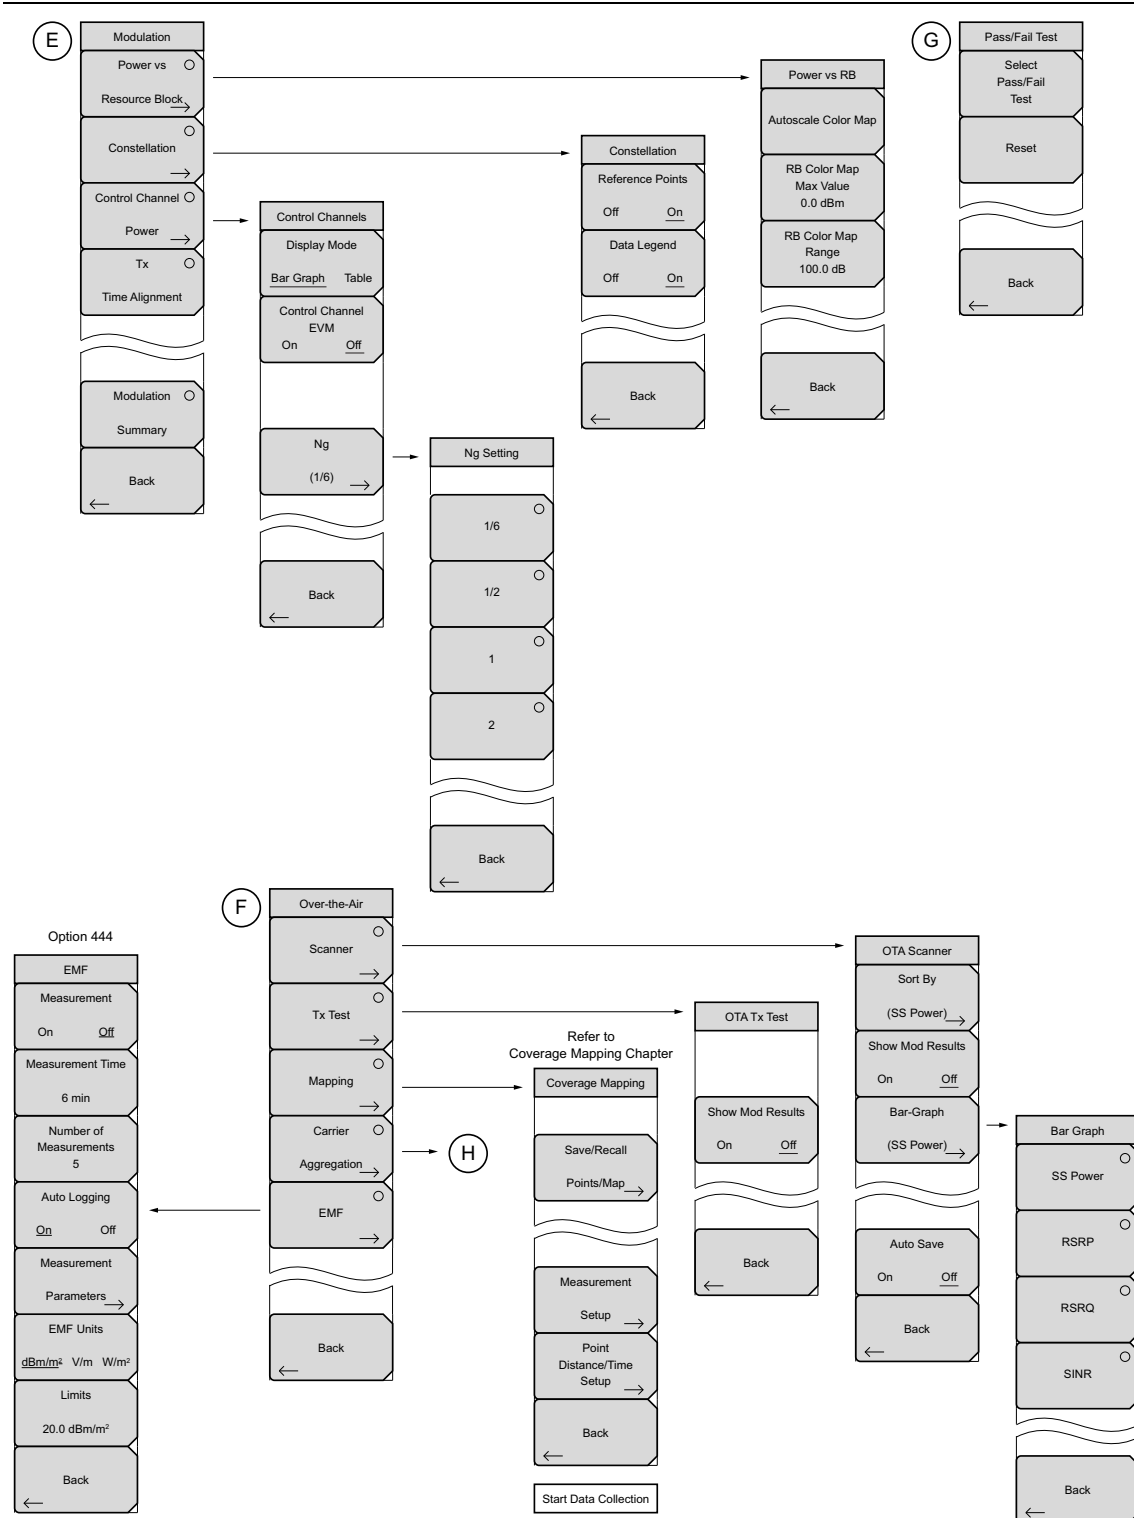 E
Modulation
Power vs
Resource Block
Constellation
Control Channel
Power
Tx
Time Alignment
Modulation
Summary
Back
Control Channels
Display Mode
Bar Graph Table
Control Channel
EVM
On Off
Ng
(1/6)
Back
Ng Setting
1/6
1/2
1
2
Back
Constellation
Reference Points
Off On
Data Legend
Off On
Back
Power vs RB
Autoscale Color Map
RB Color Map
Max Value
0.0 dBm
RB Color Map
Range
100.0 dB
Back
G
Pass/Fail Test
Select
Pass/Fail
Test
Reset
Back
Option 444
EMF
Measurement
On Off
Measurement Time
6 min
Number of
Measurements
5
Auto Logging
On Off
Measurement
Parameters
EMF Units
dBm/m² V/m W/m²
Limits
20.0 dBm/m²
Back
F
Over-the-Air
Scanner
Tx Test
Mapping
Carrier
Aggregation
EMF
Back
H
Refer to
Coverage Mapping Chapter
Coverage Mapping
Save/Recall
Points/Map
Measurement
Setup
Point
Distance/Time
Setup
Back
Start Data Collection
OTA Tx Test
Show Mod Results
On Off
Back
OTA Scanner
Sort By
(SS Power)
Show Mod Results
On Off
Bar-Graph
(SS Power)
Auto Save
On Off
Back
Bar Graph
SS Power
RSRP
RSRQ
SINR
Back